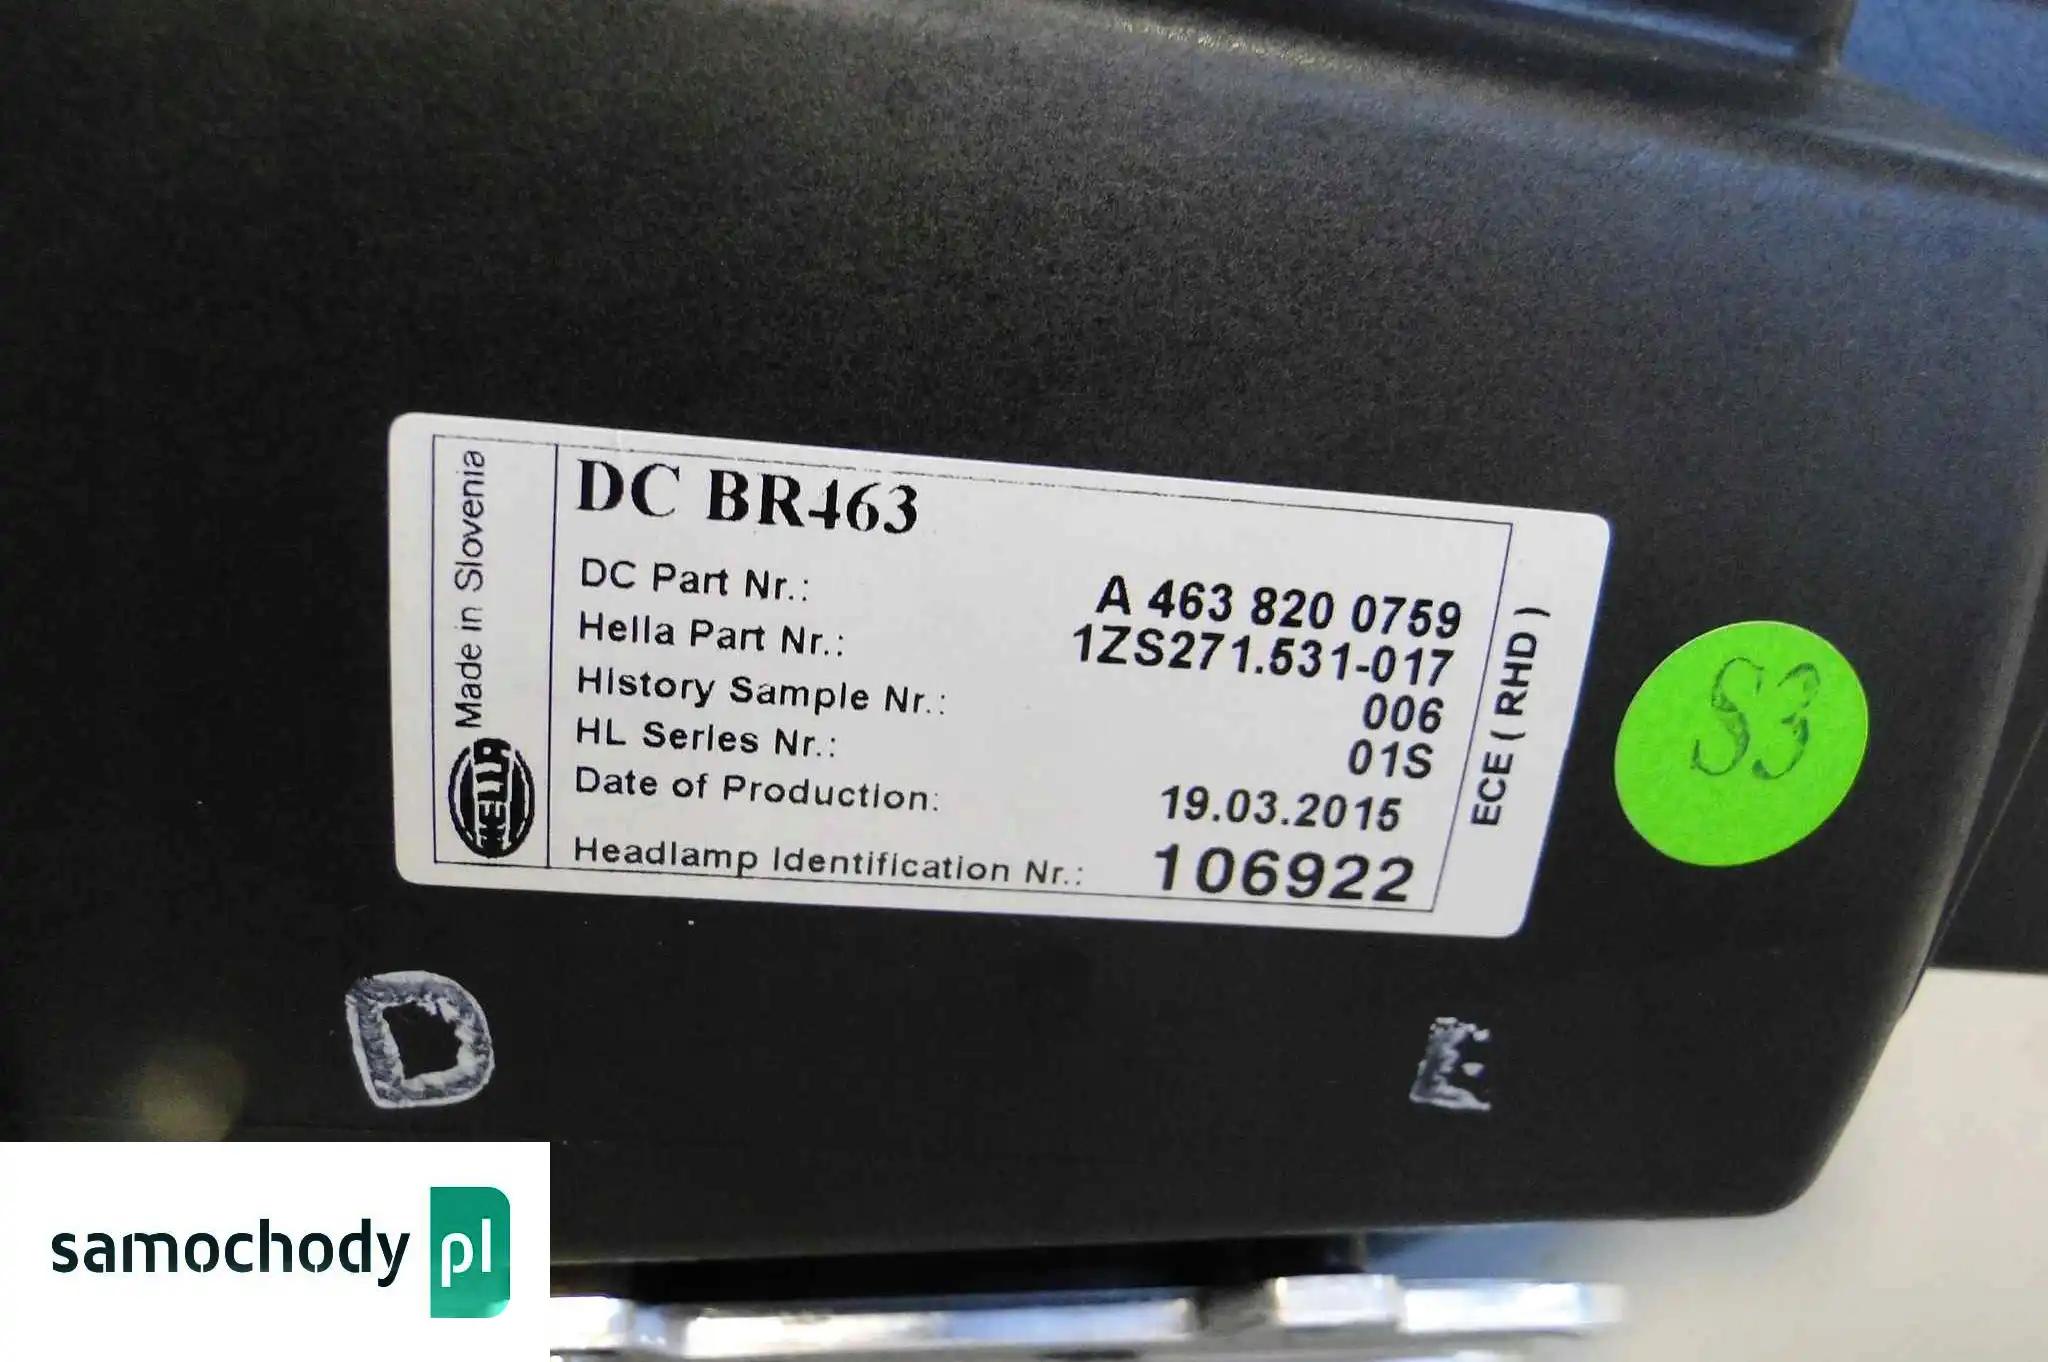 DC BR463
DC Part Nr.: A 463 820 0759
Hella Part Nr.: 1ZS271.531-017
History Sample Nr.: 006
HL Series Nr.: 01S
Date of Production: 19.03.2015
Headlamp Identification Nr.: 106922
Made in Slovenia
HELLA
ECE ( RHD )
S3
D
E
samochody pl